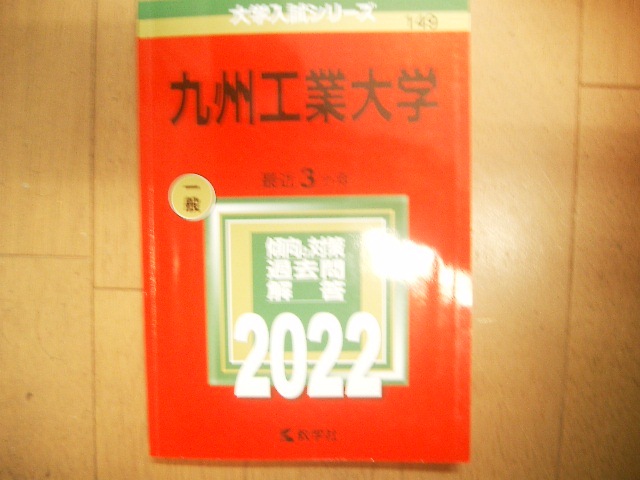 大学入試シリーズ
149
九州工業大学
最近3カ年
一般
傾向と対策
過去問
解答
2022
教学社